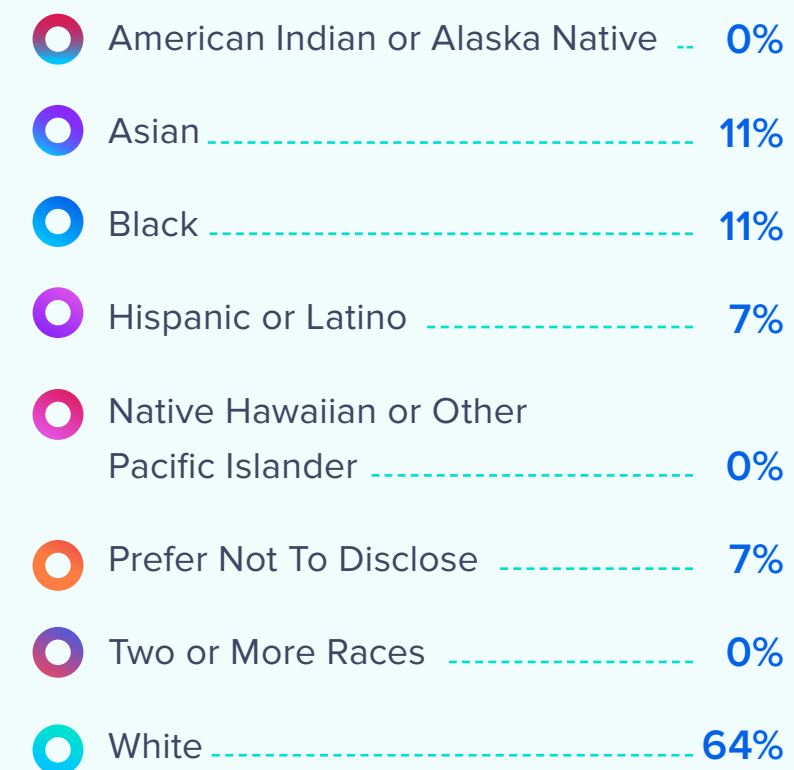 American Indian or Alaska Native 0%
Asian 11%
Black 11%
Hispanic or Latino 7%
Native Hawaiian or Other
Pacific Islander 0%
Prefer Not To Disclose 7%
Two or More Races 0%
White 64%